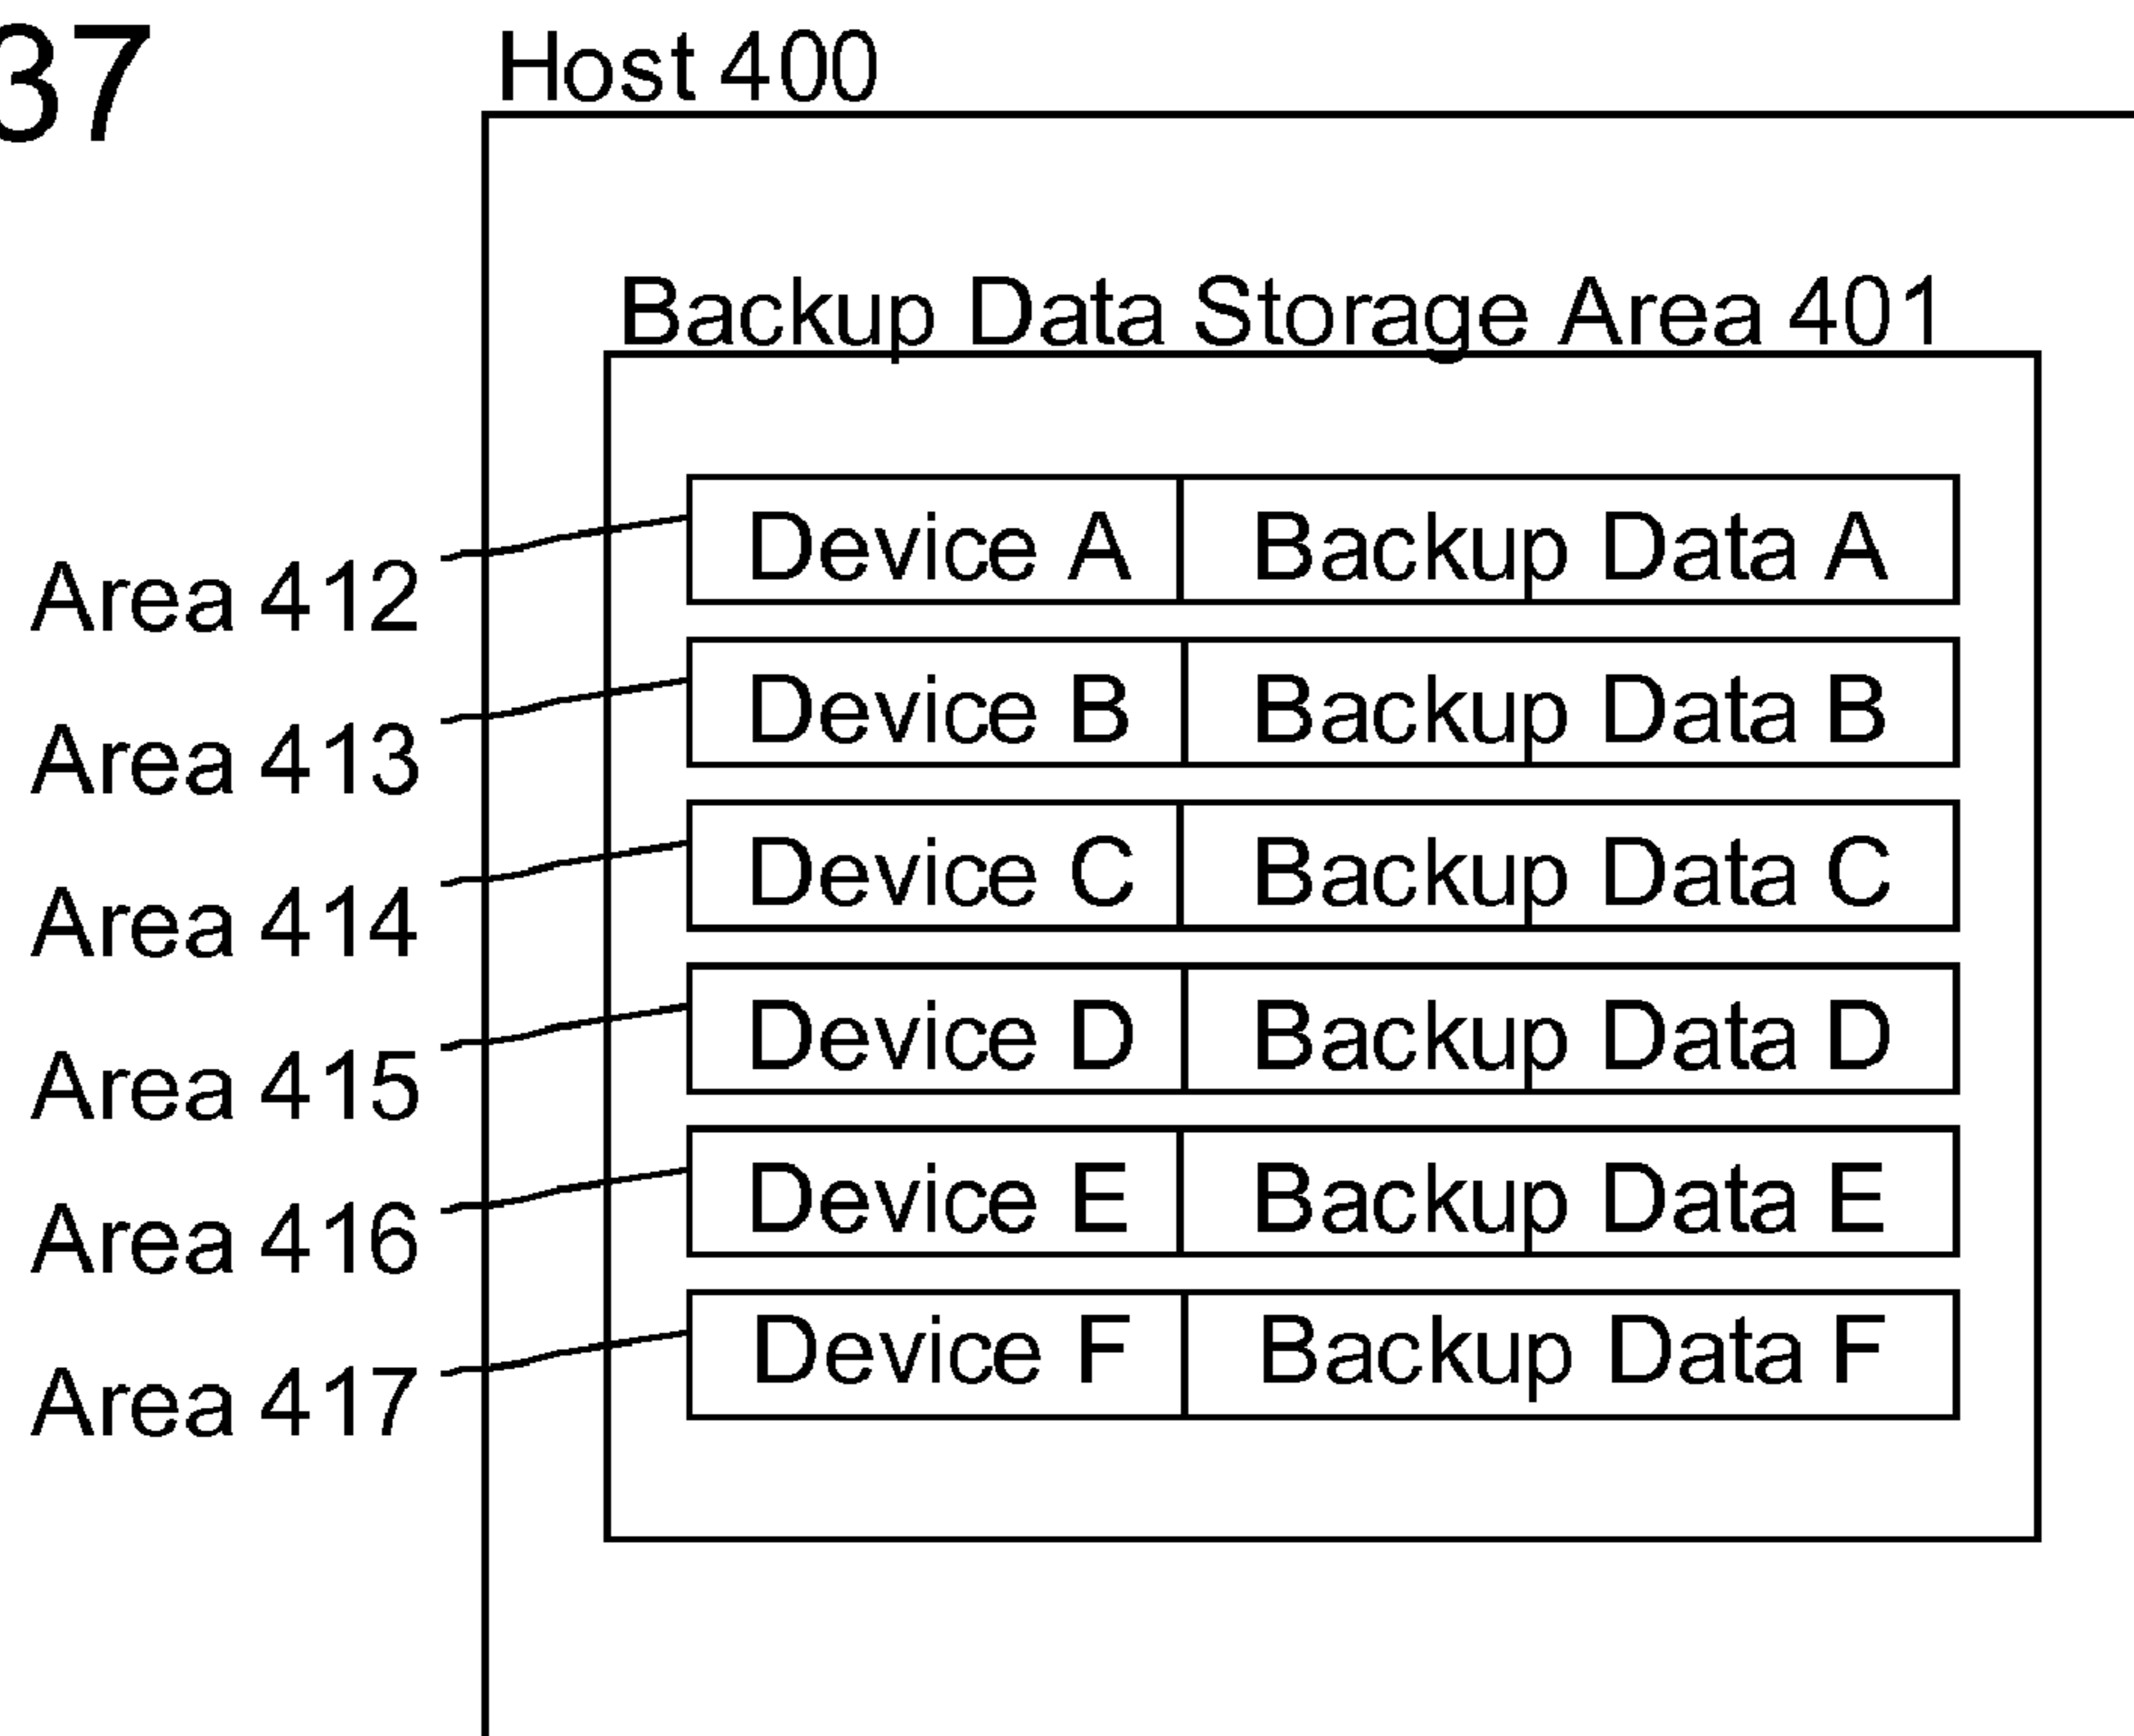 37
Host 400
Backup Data Storage Area 401
Area 412 Device A Backup Data A
Area 413 Device B Backup Data B
Area 414 Device C Backup Data C
Area 415 Device D Backup Data D
Area 416 Device E Backup Data E
Area 417 Device F Backup Data F